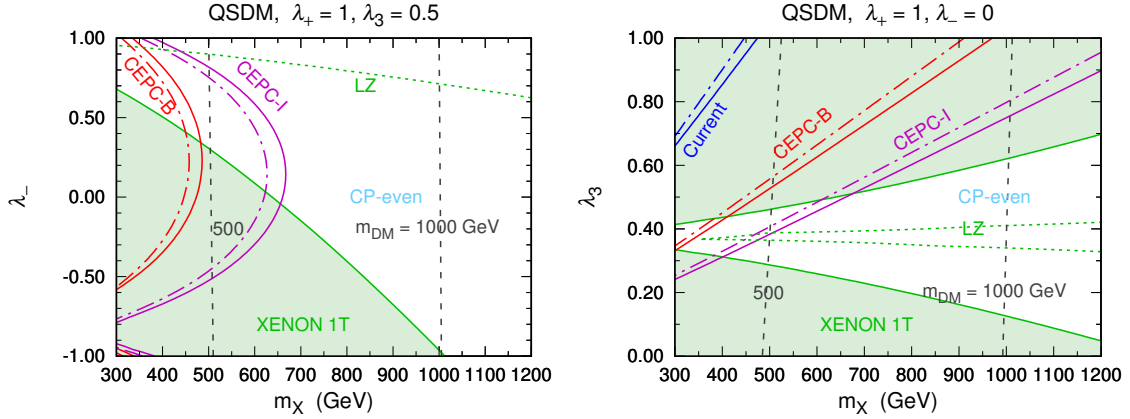 QSDM, λ₊ = 1, λ₃ = 0.5
1.00
0.50
0.00
-0.50
-1.00
λ₋
CEPC-B
CEPC-I
LZ
CP-even
500
m_DM = 1000 GeV
XENON 1T
300 400 500 600 700 800 900 1000 1100 1200
m_X (GeV)
QSDM, λ₊ = 1, λ₋ = 0
1.00
0.80
0.60
0.40
0.20
0.00
λ₃
Current
CEPC-B
CEPC-I
CP-even
LZ
500
m_DM = 1000 GeV
XENON 1T
300 400 500 600 700 800 900 1000 1100 1200
m_X (GeV)